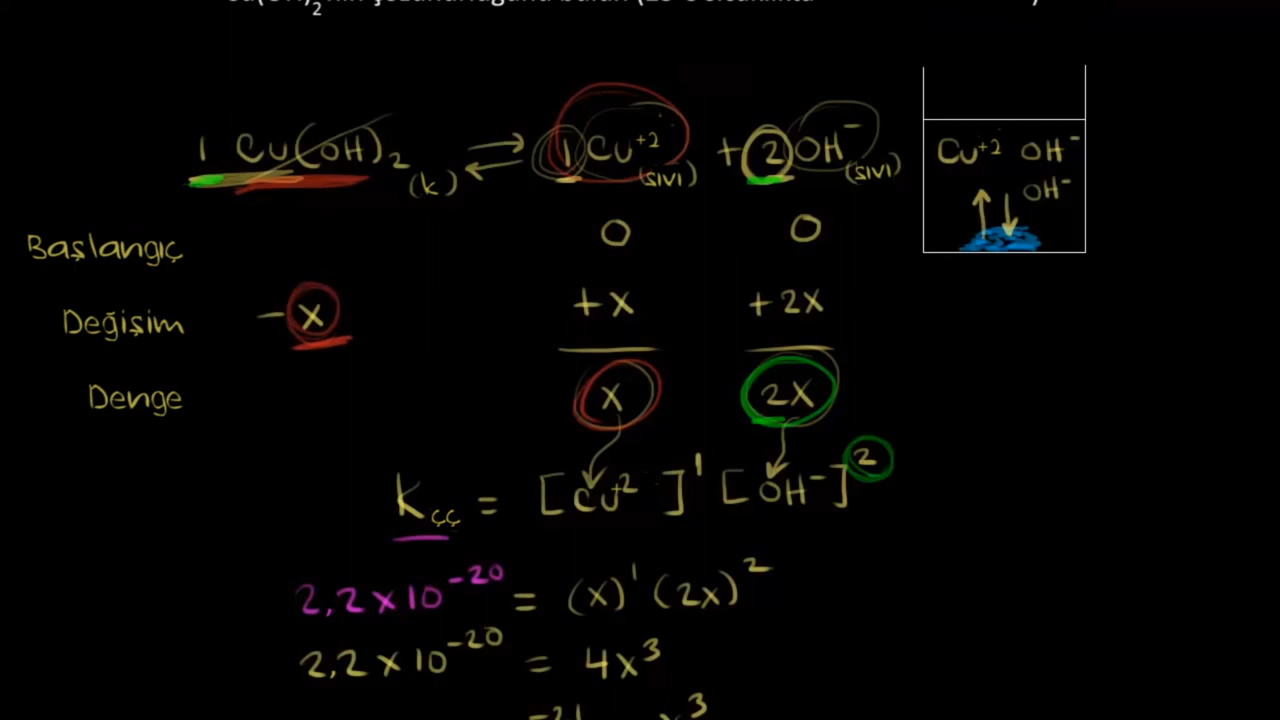 1 Cu(OH)₂ (k) ⇌ 1 Cu⁺² (sıvı) + 2 OH⁻ (sıvı)
Cu⁺² OH⁻
OH⁻
Başlangıç 0 0
Değişim -x +x +2x
Denge x 2x
Kçç = [Cu⁺²]¹ [OH⁻]²
2,2 x 10⁻²⁰ = (x)¹ (2x)²
2,2 x 10⁻²⁰ = 4x³